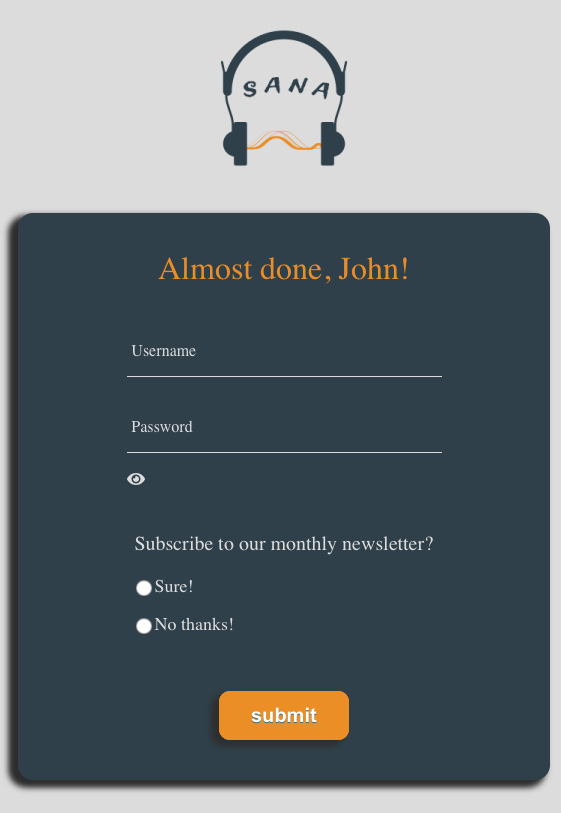 SANA
Almost done, John!
Username
Password
Subscribe to our monthly newsletter?
Sure!
No thanks!
submit